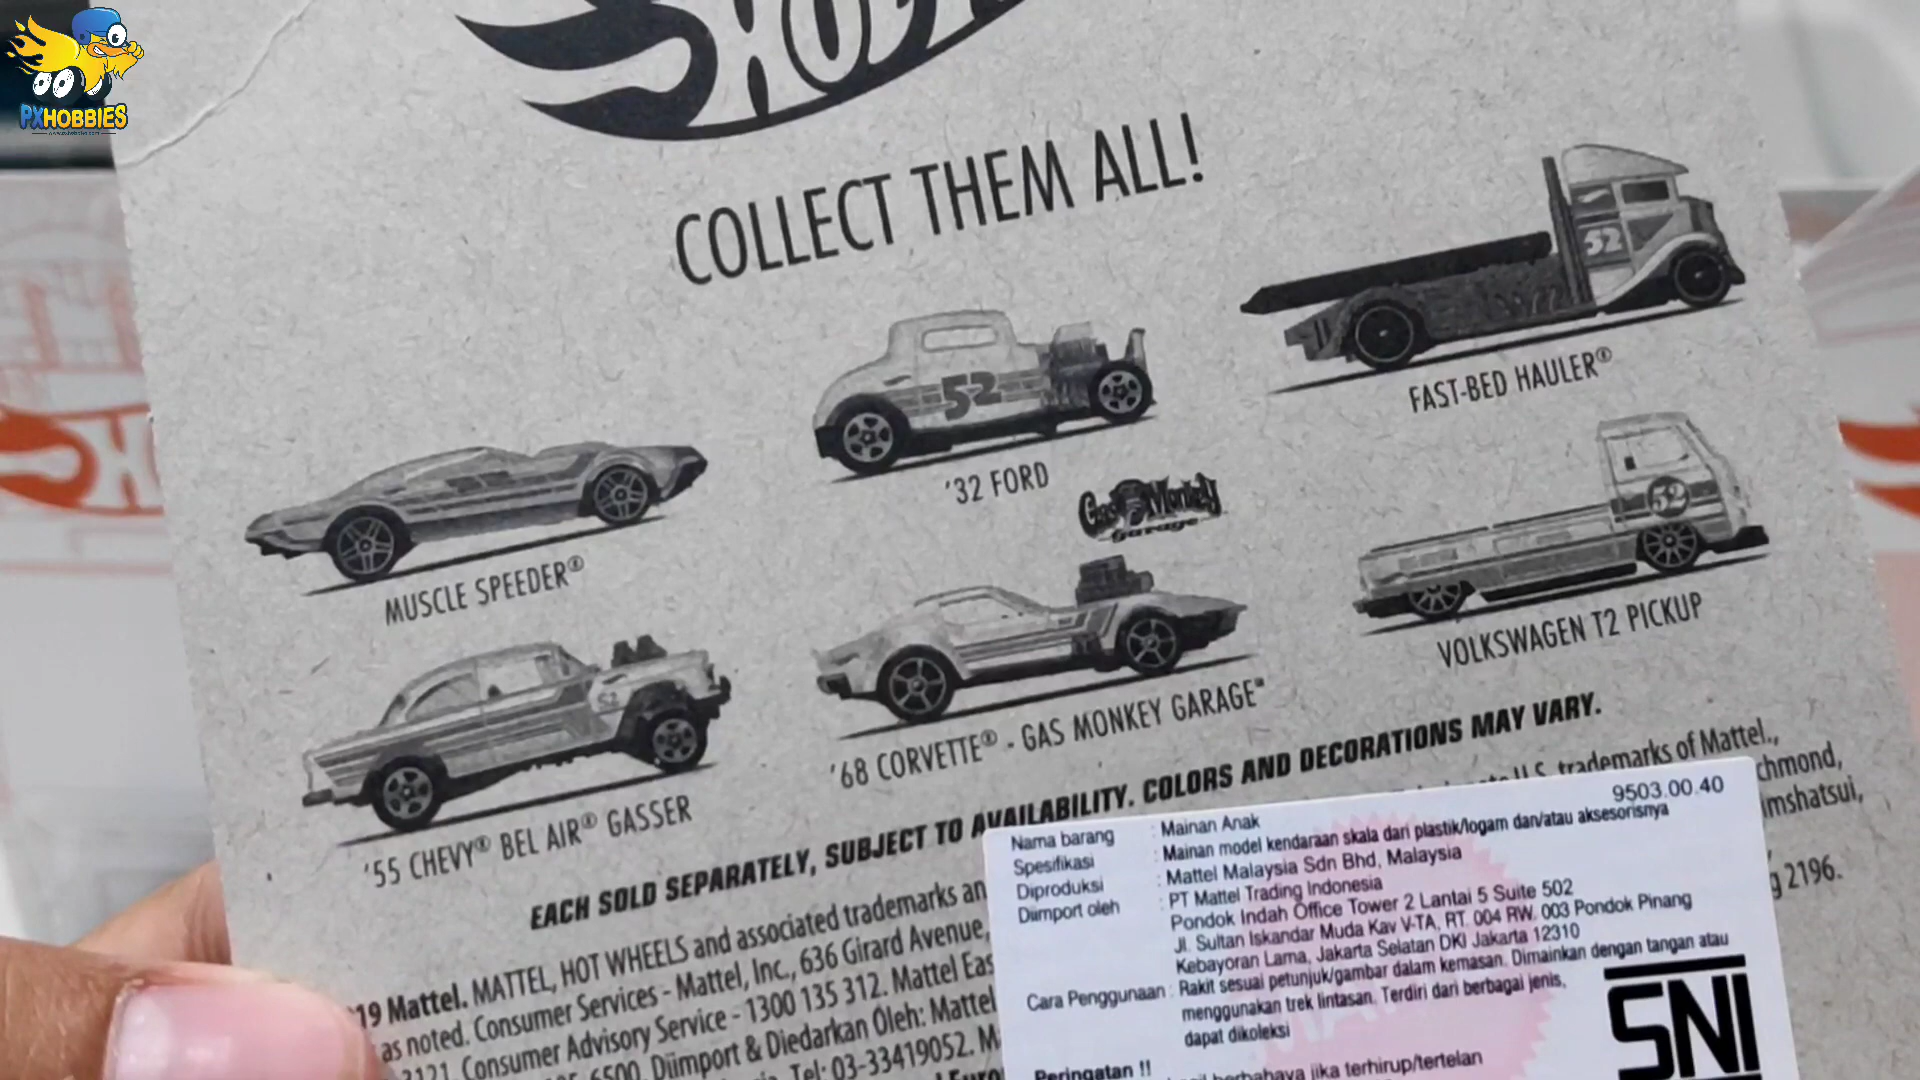 PXHOBBIES
HOT
COLLECT THEM ALL!
52
FAST-BED HAULER®
52
'32 FORD
Gas Monkey
garage
MUSCLE SPEEDER®
52
VOLKSWAGEN T2 PICKUP
'68 CORVETTE® - GAS MONKEY GARAGE™
52
'55 CHEVY® BEL AIR® GASSER
EACH SOLD SEPARATELY, SUBJECT TO AVAILABILITY. COLORS AND DECORATIONS MAY VARY.
19 Mattel. MATTEL, HOT WHEELS and associated trademarks an U.S. trademarks of Mattel.,
as noted. Consumer Services - Mattel, Inc., 636 Girard Avenue, chmond,
2121. Consumer Advisory Service - 1300 135 312. Mattel Eas imshatsui,
6500. Diimport & Diedarkan Oleh: Mattel g 2196.
Tel: 03-33419052. M
9503.00.40
Nama barang : Mainan Anak
Spesifikasi : Mainan model kendaraan skala dari plastik/logam dan/atau aksesorisnya
Diproduksi : Mattel Malaysia Sdn Bhd, Malaysia
Diimport oleh : PT Mattel Trading Indonesia
Pondok Indah Office Tower 2 Lantai 5 Suite 502
Jl. Sultan Iskandar Muda Kav V-TA, RT. 004 RW. 003 Pondok Pinang
Kebayoran Lama, Jakarta Selatan DKI Jakarta 12310
Cara Penggunaan : Rakit sesuai petunjuk/gambar dalam kemasan. Dimainkan dengan tangan atau
menggunakan trek lintasan. Terdiri dari berbagai jenis,
dapat dikoleksi
SNI
Peringatan !!
berbahaya jika terhirup/tertelan